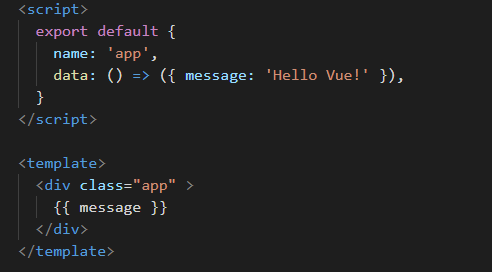 <script>
  export default {
    name: 'app',
    data: () => ({ message: 'Hello Vue!' }),
  }
</script>

<template>
  <div class="app" >
    {{ message }}
  </div>
</template>